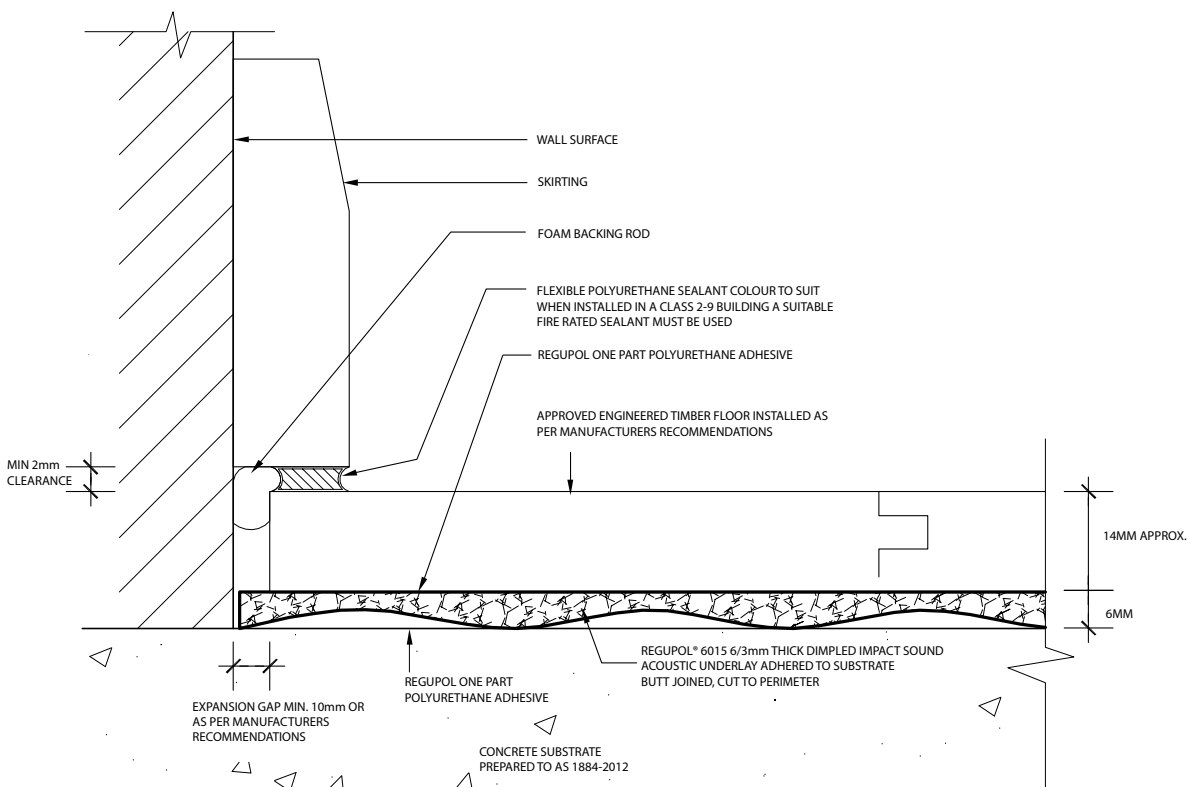 WALL SURFACE
SKIRTING
FOAM BACKING ROD
FLEXIBLE POLYURETHANE SEALANT COLOUR TO SUIT
WHEN INSTALLED IN A CLASS 2-9 BUILDING A SUITABLE
FIRE RATED SEALANT MUST BE USED
REGUPOL ONE PART POLYURETHANE ADHESIVE
APPROVED ENGINEERED TIMBER FLOOR INSTALLED AS
PER MANUFACTURERS RECOMMENDATIONS
MIN 2mm
CLEARANCE
14MM APPROX.
6MM
REGUPOL® 6015 6/3mm THICK DIMPLED IMPACT SOUND
ACOUSTIC UNDERLAY ADHERED TO SUBSTRATE
BUTT JOINED, CUT TO PERIMETER
REGUPOL ONE PART
POLYURETHANE ADHESIVE
EXPANSION GAP MIN. 10mm OR
AS PER MANUFACTURERS
RECOMMENDATIONS
CONCRETE SUBSTRATE
PREPARED TO AS 1884-2012